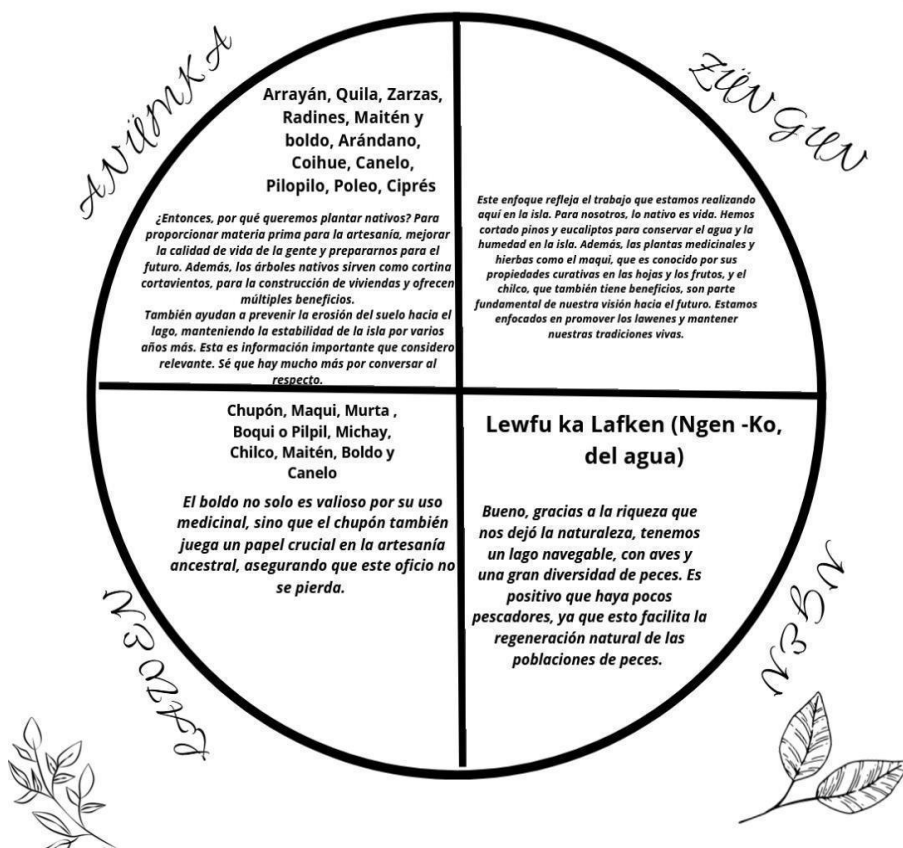 ANÜMKA
Arrayán, Quila, Zarzas,
Radines, Maitén y
boldo, Arándano,
Coihue, Canelo,
Pilopilo, Poleo, Ciprés
¿Entonces, por qué queremos plantar nativos? Para
proporcionar materia prima para la artesanía, mejorar
la calidad de vida de la gente y prepararnos para el
futuro. Además, los árboles nativos sirven como cortina
cortavientos, para la construcción de viviendas y ofrecen
múltiples beneficios.
También ayudan a prevenir la erosión del suelo hacia el
lago, manteniendo la estabilidad de la isla por varios
años más. Esta es información importante que considero
relevante. Sé que hay mucho más por conversar al
respecto.
ZÜNGUN
Este enfoque refleja el trabajo que estamos realizando
aquí en la isla. Para nosotros, lo nativo es vida. Hemos
cortado pinos y eucaliptos para conservar el agua y la
humedad en la isla. Además, las plantas medicinales y
hierbas como el maqui, que es conocido por sus
propiedades curativas en las hojas y los frutos, y el
chilco, que también tiene beneficios, son parte
fundamental de nuestra visión hacia el futuro. Estamos
enfocados en promover los lawenes y mantener
nuestras tradiciones vivas.
LAWEN
Chupón, Maqui, Murta ,
Boqui o Pilpil, Michay,
Chilco, Maitén, Boldo y
Canelo
El boldo no solo es valioso por su uso
medicinal, sino que el chupón también
juega un papel crucial en la artesanía
ancestral, asegurando que este oficio no
se pierda.
NGEN
Lewfu ka Lafken (Ngen -Ko,
del agua)
Bueno, gracias a la riqueza que
nos dejó la naturaleza, tenemos
un lago navegable, con aves y
una gran diversidad de peces. Es
positivo que haya pocos
pescadores, ya que esto facilita la
regeneración natural de las
poblaciones de peces.